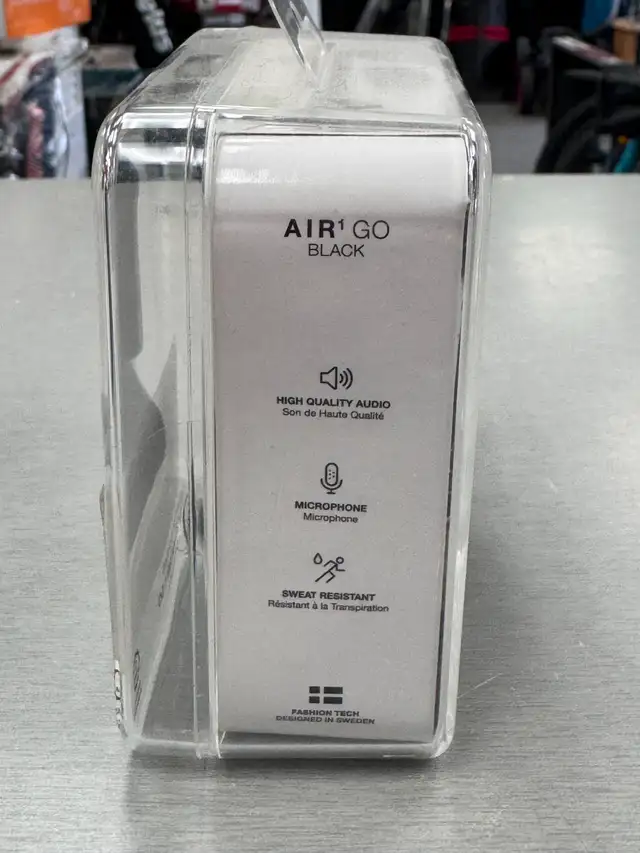 AIR¹ GO
BLACK
HIGH QUALITY AUDIO
Son de Haute Qualité
MICROPHONE
Microphone
SWEAT RESISTANT
Résistant à la Transpiration
FASHION TECH
DESIGNED IN SWEDEN